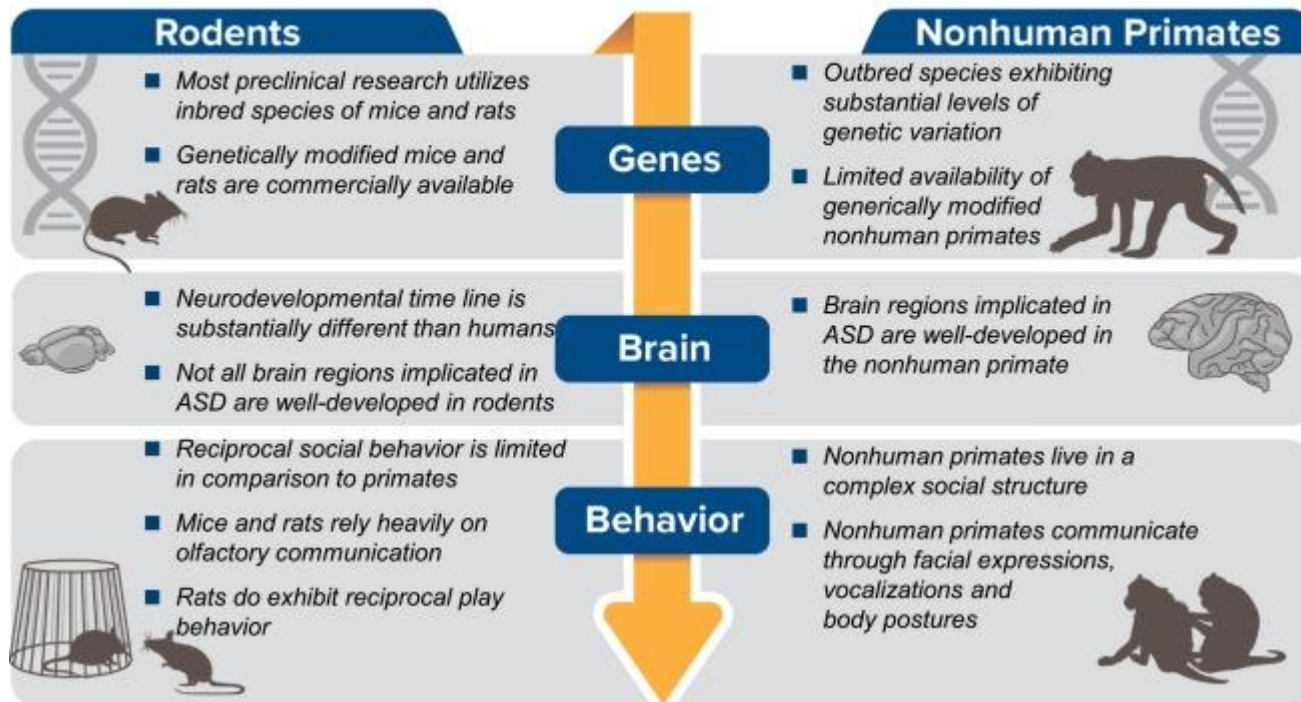 Rodents
Nonhuman Primates
Genes
■ Most preclinical research utilizes
inbred species of mice and rats
■ Genetically modified mice and
rats are commercially available
■ Outbred species exhibiting
substantial levels of
genetic variation
■ Limited availability of
generically modified
nonhuman primates
Brain
■ Neurodevelopmental time line is
substantially different than humans
■ Not all brain regions implicated in
ASD are well-developed in rodents
■ Brain regions implicated in
ASD are well-developed in
the nonhuman primate
Behavior
■ Reciprocal social behavior is limited
in comparison to primates
■ Mice and rats rely heavily on
olfactory communication
■ Rats do exhibit reciprocal play
behavior
■ Nonhuman primates live in a
complex social structure
■ Nonhuman primates communicate
through facial expressions,
vocalizations and
body postures